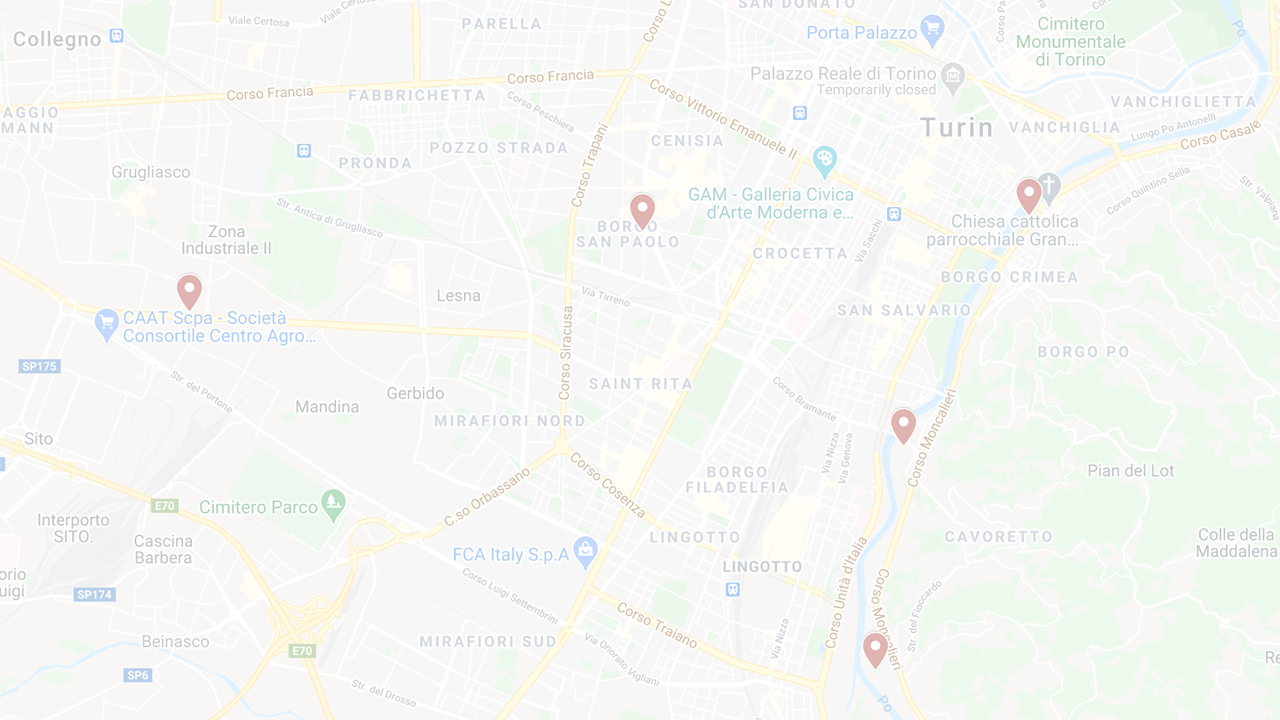 SAN DONATO
Viale Certosa
Viale Certosa
PARELLA
Corso L
Corso Pa
Po
Collegno
Porta Palazzo
Cimitero
Monumentale
di Torino
Corso Francia
Palazzo Reale di Torino
Temporarily closed
Corso Francia
FABBRICHETTA
Corso Peschiera
Corso Vittorio Emanuele II
VANCHIGLIETTA
AGGIO
MANN
Turin
VANCHIGLIA
Lungo Po Antonelli
Corso Casale
POZZO STRADA
Corso Trapani
CENISIA
PRONDA
Grugliasco
GAM - Galleria Civica
d'Arte Moderna e...
Corso Quintino Sella
Str. Antica di Grugliasco
Zona
Industriale II
BORGO
SAN PAOLO
CROCETTA
Via Sacchi
Chiesa cattolica
parrocchiale Gran...
BORGO CRIMEA
Lesna
Via Tirreno
SAN SALVARIO
CAAT Scpa - Società
Consortile Centro Agro...
Corso Siracusa
BORGO PO
SP175
Str. del Portone
SAINT RITA
Corso Bramante
Corso Moncalieri
Gerbido
Mandina
MIRAFIORI NORD
Sito
Via Nizza
Via Genova
BORGO
FILADELFIA
Pian del Lot
C.so Orbassano
Corso Cosenza
E70
Cimitero Parco
Interporto
SITO.
Cascina
Barbera
LINGOTTO
CAVORETTO
Colle della
Maddalena
FCA Italy S.p.A
LINGOTTO
Corso Unità d'Italia
orio
uigi
SP174
Corso Luigi Settembrini
Corso Traiano
Corso Moncalieri
Str. del Fioccardo
Beinasco
E70
MIRAFIORI SUD
Via Onorato Vigliani
Via Nizza
Re
SP6
Str. del Drosso
Po